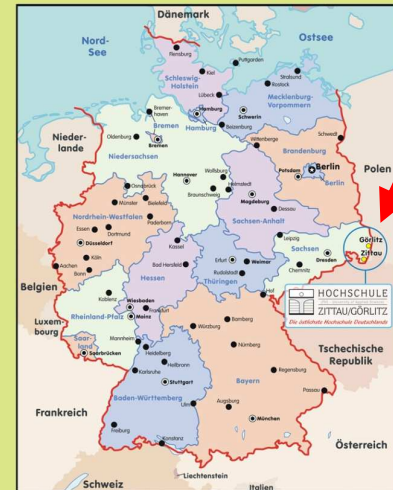 Dänemark
Nord-
See
Ostsee
Flensburg
Puttgarden
Kiel
Schleswig-
Holstein
Stralsund
Rostock
Lübeck
Mecklenburg-
Vorpommern
Bremer-
haven
Hamburg
Schwerin
Bremen
Hamburg
Boizenburg
Nieder-
lande
Oldenburg
Bremen
Wittenberge
Schwedt
Niedersachsen
Brandenburg
Polen
Hannover
Wolfsburg
Potsdam
Berlin
Berlin
Osnabrück
Braunschweig
Helmstedt
Magdeburg
Münster
Bielefeld
Nordrhein-Westfalen
Paderborn
Sachsen-Anhalt
Dessau
Essen
Dortmund
Düsseldorf
Kassel
Leipzig
Sachsen
Görlitz
Zittau
Köln
Aachen
Bonn
Bad Hersfeld
Erfurt
Weimar
Dresden
Rudolstadt
Chemnitz
Hessen
Thüringen
Belgien
Koblenz
Hof
HOCHSCHULE
ZITTAU/GÖRLITZ
Die östlichste Hochschule Deutschlands
Wiesbaden
Frankfurt
Rheinland-Pfalz
Mainz
Luxem-
bourg
Bamberg
Würzburg
Saar-
land
Mannheim
Saarbrücken
Heidelberg
Nürnberg
Tschechische
Republik
Heilbronn
Karlsruhe
Regensburg
Stuttgart
Bayern
Baden-Württemberg
Passau
Augsburg
Ulm
Frankreich
München
Freiburg
Konstanz
Österreich
Liechtenstein
Schweiz
Italien